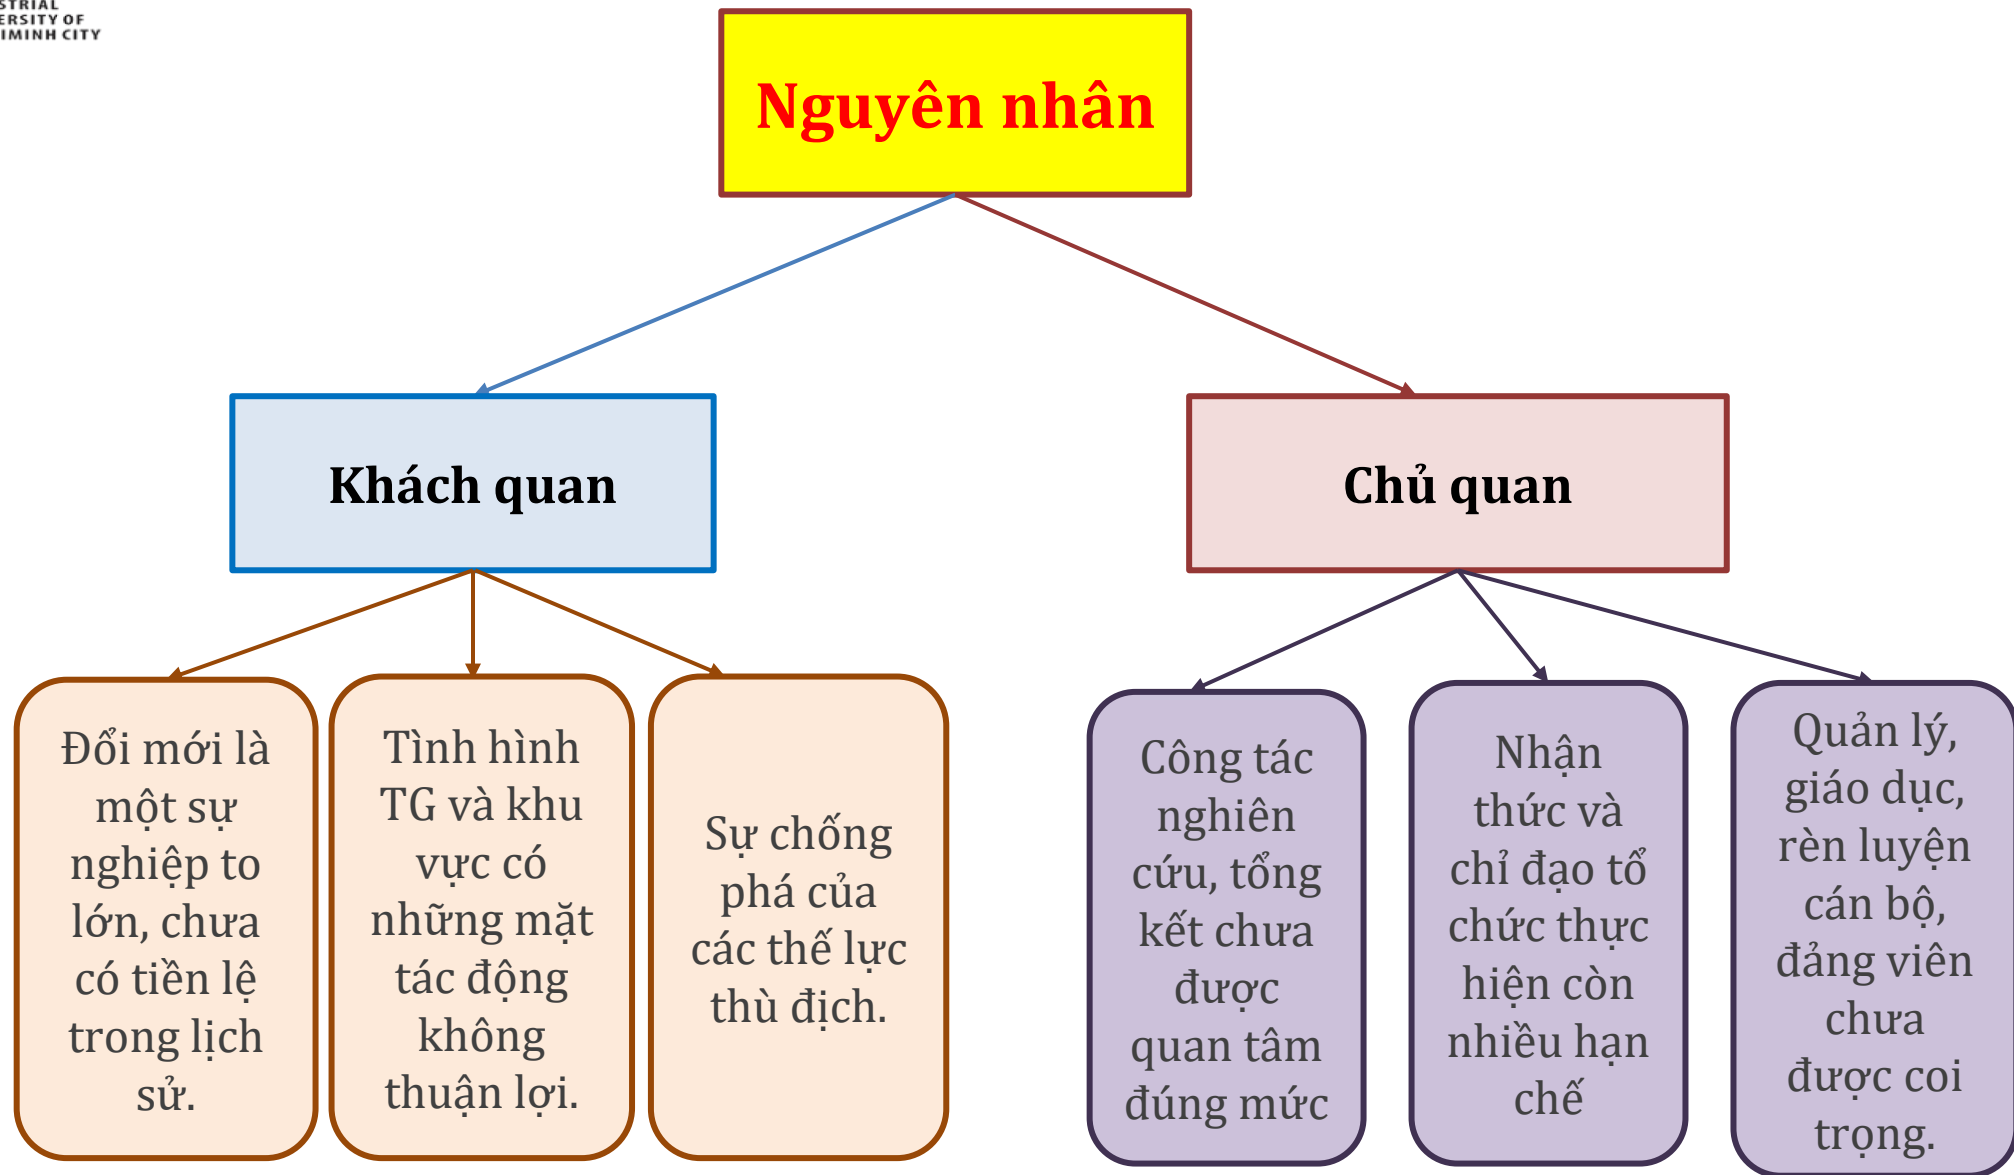 STRIAL
ERSITY OF
IMINH CITY
Nguyên nhân
Khách quan
Chủ quan
Đổi mới là
một sự
nghiệp to
lớn, chưa
có tiền lệ
trong lịch
sử.
Tình hình
TG và khu
vực có
những mặt
tác động
không
thuận lợi.
Sự chống
phá của
các thế lực
thù địch.
Công tác
nghiên
cứu, tổng
kết chưa
được
quan tâm
đúng mức
Nhận
thức và
chỉ đạo tổ
chức thực
hiện còn
nhiều hạn
chế
Quản lý,
giáo dục,
rèn luyện
cán bộ,
đảng viên
chưa
được coi
trọng.